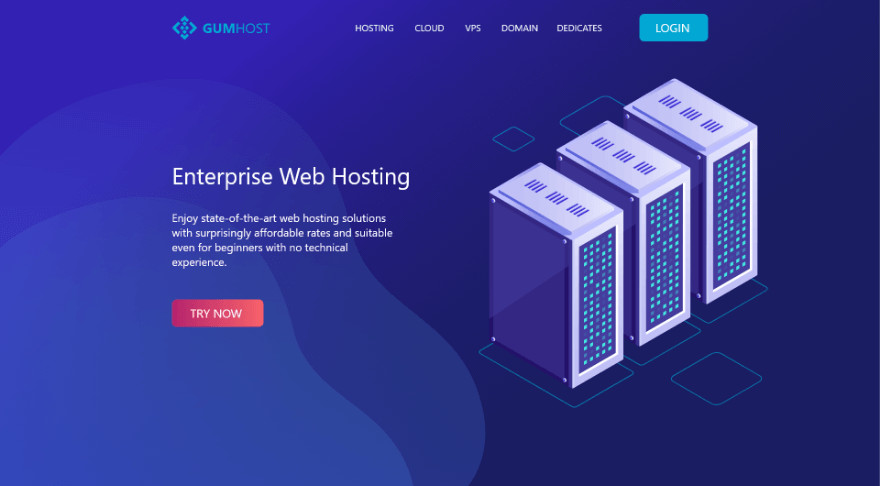 GUMHOST
HOSTING
CLOUD
VPS
DOMAIN
DEDICATES
LOGIN
Enterprise Web Hosting
Enjoy state-of-the-art web hosting solutions
with surprisingly affordable rates and suitable
even for beginners with no technical
experience.
TRY NOW